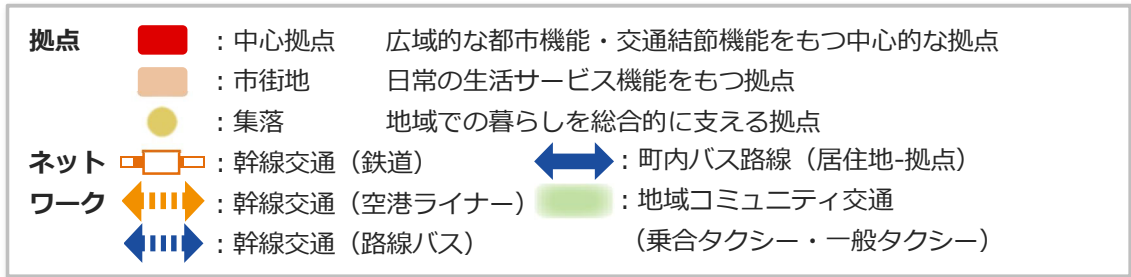 拠点 ：中心拠点 広域的な都市機能・交通結節機能をもつ中心的な拠点
：市街地 日常の生活サービス機能をもつ拠点
：集落 地域での暮らしを総合的に支える拠点
ネット ：幹線交通（鉄道） ：町内バス路線（居住地-拠点）
ワーク ：幹線交通（空港ライナー） ：地域コミュニティ交通
：幹線交通（路線バス） （乗合タクシー・一般タクシー）